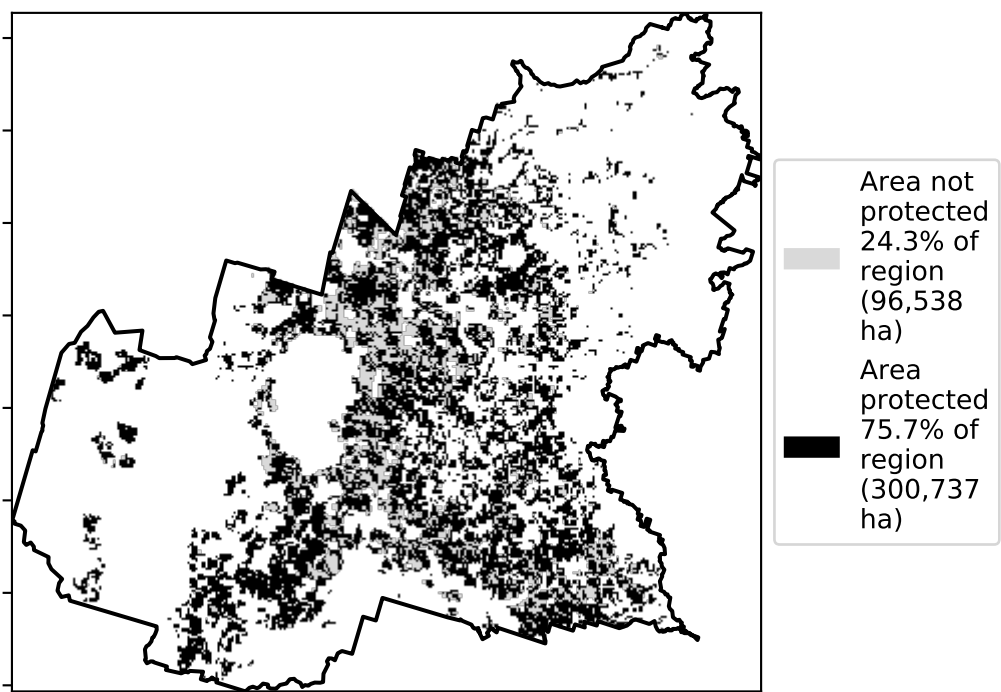 Area not
protected
24.3% of
region
(96,538
ha)
Area
protected
75.7% of
region
(300,737
ha)